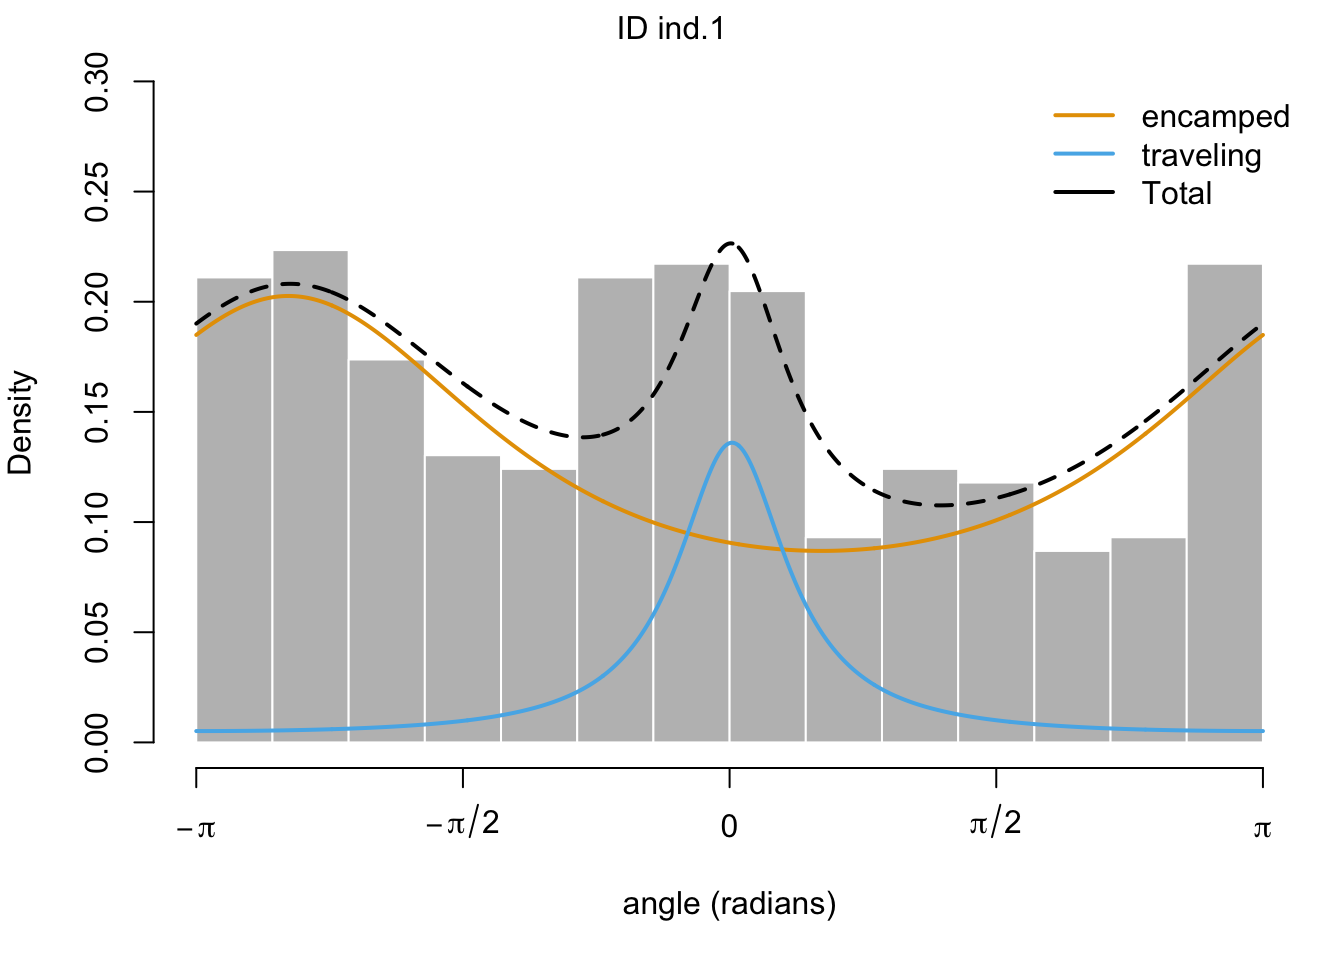 ID ind.1
encamped
traveling
Total
Density
0.30
0.25
0.20
0.15
0.10
0.05
0.00
−π −π/2 0 π/2 π
angle (radians)